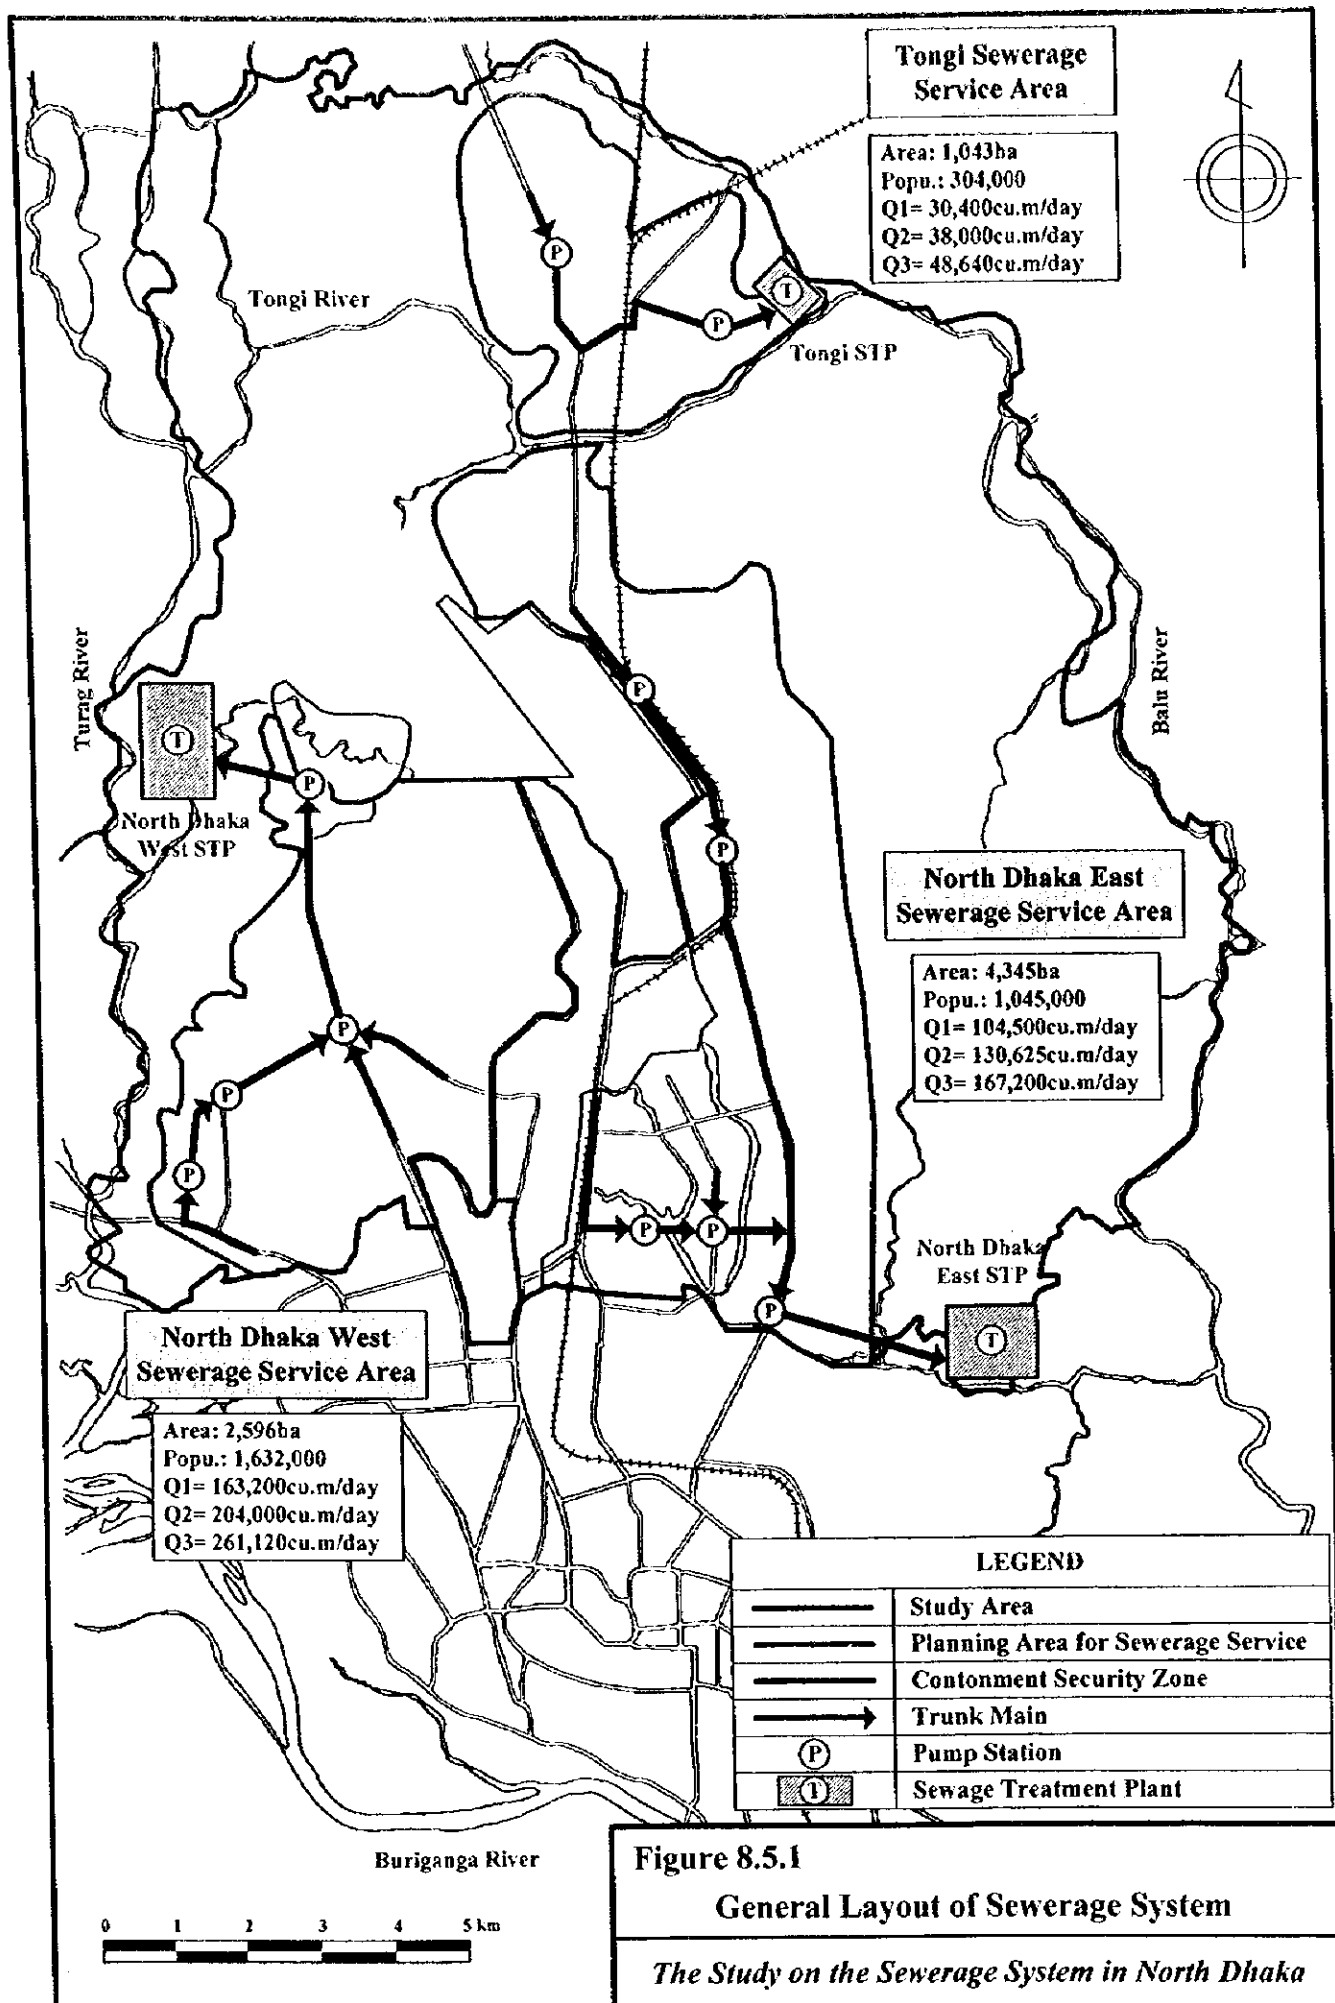 Tongi Sewerage
Service Area
Area: 1,043ha
Popu.: 304,000
Q1= 30,400cu.m/day
Q2= 38,000cu.m/day
Q3= 48,640cu.m/day
P
Tongi River
T
P
Tongi STP
Turag River
Balu River
P
T
P
North Dhaka
West STP
P
North Dhaka East
Sewerage Service Area
Area: 4,345ha
Popu.: 1,045,000
Q1= 104,500cu.m/day
Q2= 130,625cu.m/day
Q3= 167,200cu.m/day
P
P
P
P
P
North Dhaka
East STP
P
T
North Dhaka West
Sewerage Service Area
Area: 2,596ha
Popu.: 1,632,000
Q1= 163,200cu.m/day
Q2= 204,000cu.m/day
Q3= 261,120cu.m/day
LEGEND
Study Area
Planning Area for Sewerage Service
Contonment Security Zone
Trunk Main
P Pump Station
T Sewage Treatment Plant
Buriganga River
0 1 2 3 4 5 km
Figure 8.5.1
General Layout of Sewerage System
The Study on the Sewerage System in North Dhaka